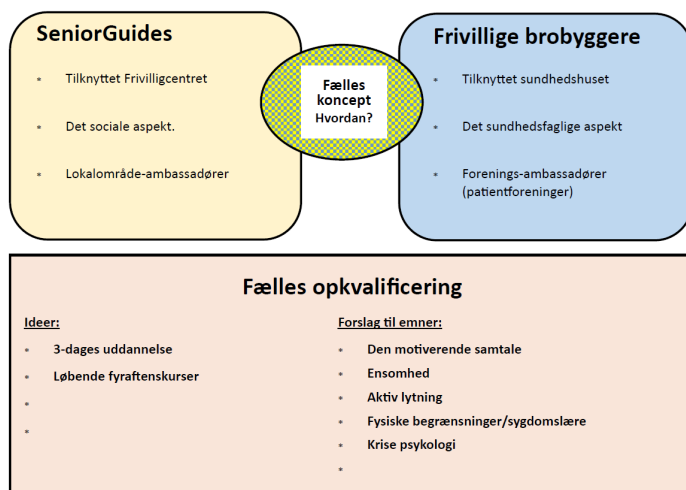 SeniorGuides
* Tilknyttet Frivilligcentret
* Det sociale aspekt.
* Lokalområde-ambassadører
Fælles
koncept
Hvordan?
Frivillige brobyggere
* Tilknyttet sundhedshuset
* Det sundhedsfaglige aspekt
* Forenings-ambassadører
(patientforeninger)
Fælles opkvalificering
Ideer:
* 3-dages uddannelse
* Løbende fyraftenskurser
*
*
Forslag til emner:
* Den motiverende samtale
* Ensomhed
* Aktiv lytning
* Fysiske begrænsninger/sygdomslære
* Krise psykologi
*